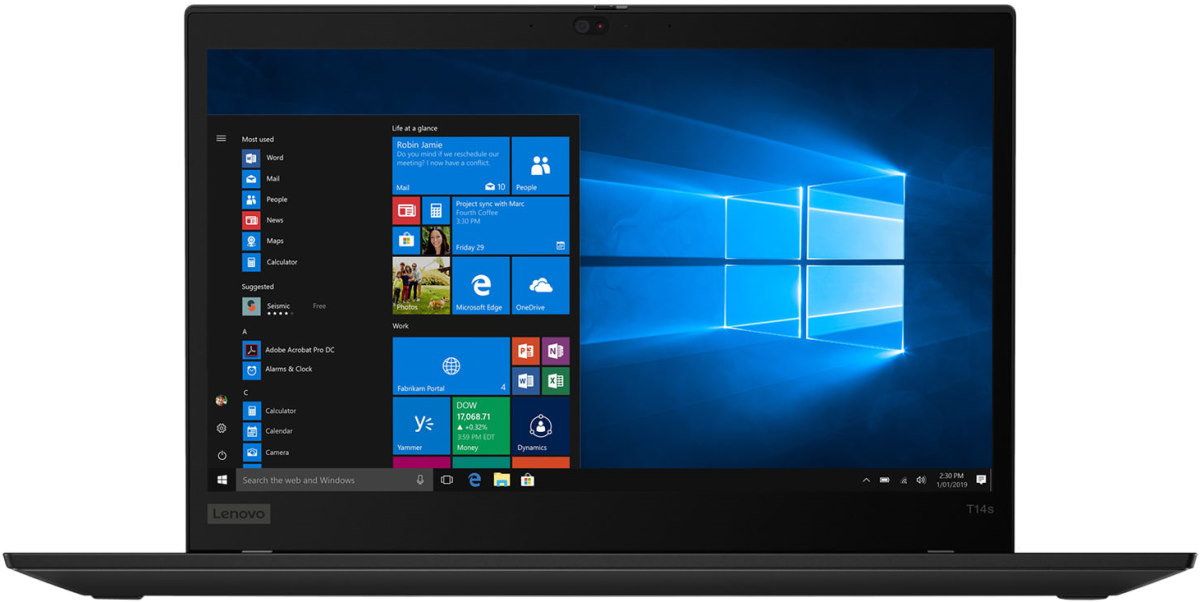 Life at a glance
Most used
Word
Mail
People
News
Maps
Calculator
Suggested
Seismic Free
A
Adobe Acrobat Pro DC
Alarms & Clock
C
Calculator
Calendar
Camera
Robin Jamie
Do you mind if we reschedule our
meeting? I now have a conflict.
Mail 10
People
Project sync with Marc
Fourth Coffee
3:30 PM
Friday 29
Photos
Microsoft Edge
OneDrive
Work
Fabrikam Portal 4
Yammer
DOW
17,068.71
▲ +0.32%
3:59 PM EDT
Money
Dynamics
Search the web and Windows
2:30 PM
1/01/2019
Lenovo
T14s